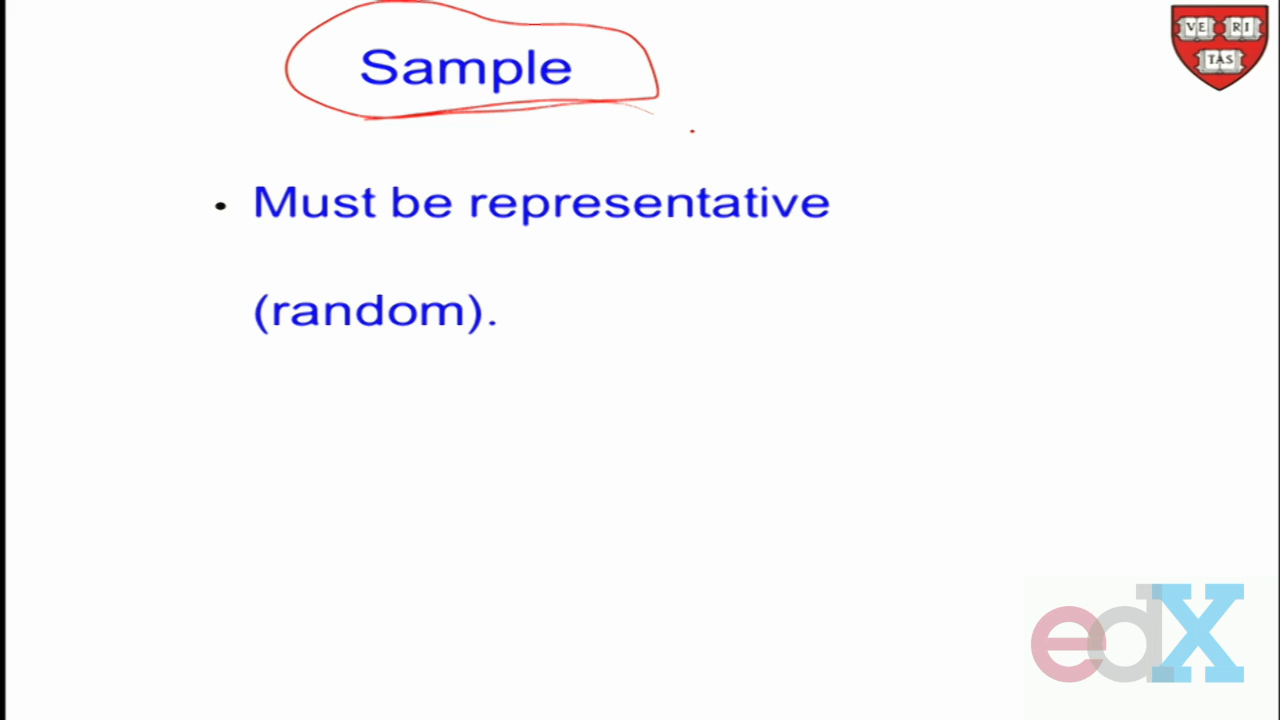 Sample
VE RI
TAS
• Must be representative
(random).
edX